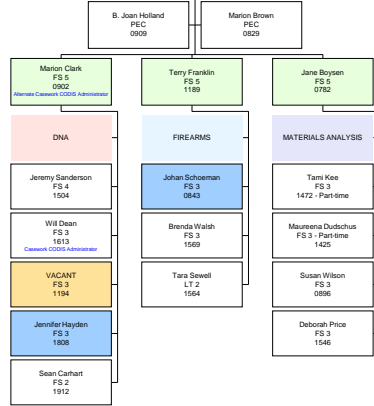 B. Joan Holland
PEC
0909
Marion Brown
PEC
0829
Marion Clark
FS 5
0902
Alternate Casework CODIS Administrator
Terry Franklin
FS 5
1189
Jane Boysen
FS 5
0782
DNA
FIREARMS
MATERIALS ANALYSIS
Jeremy Sanderson
FS 4
1504
Johan Schoeman
FS 3
0843
Tami Kee
FS 3
1472 - Part-time
Will Dean
FS 3
1613
Casework CODIS Administrator
Brenda Walsh
FS 3
1569
Maureena Dudschus
FS 3 - Part-time
1425
VACANT
FS 3
1194
Tara Sewell
LT 2
1564
Susan Wilson
FS 3
0896
Jennifer Hayden
FS 3
1808
Deborah Price
FS 3
1546
Sean Carhart
FS 2
1912